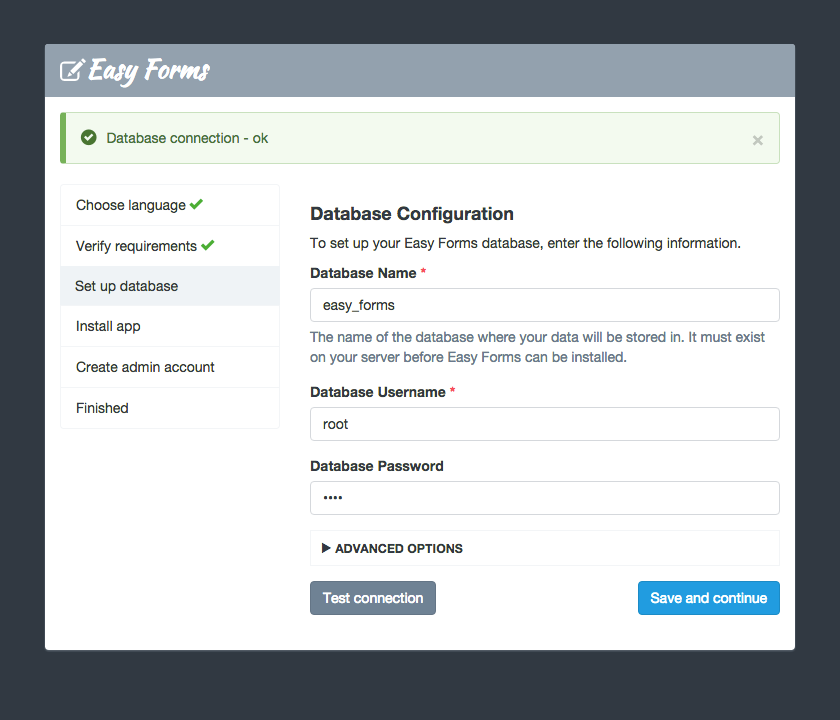 Easy Forms
Database connection - ok
×
Choose language
Verify requirements
Set up database
Install app
Create admin account
Finished
Database Configuration
To set up your Easy Forms database, enter the following information.
Database Name *
easy_forms
The name of the database where your data will be stored in. It must exist
on your server before Easy Forms can be installed.
Database Username *
root
Database Password
••••
ADVANCED OPTIONS
Test connection
Save and continue